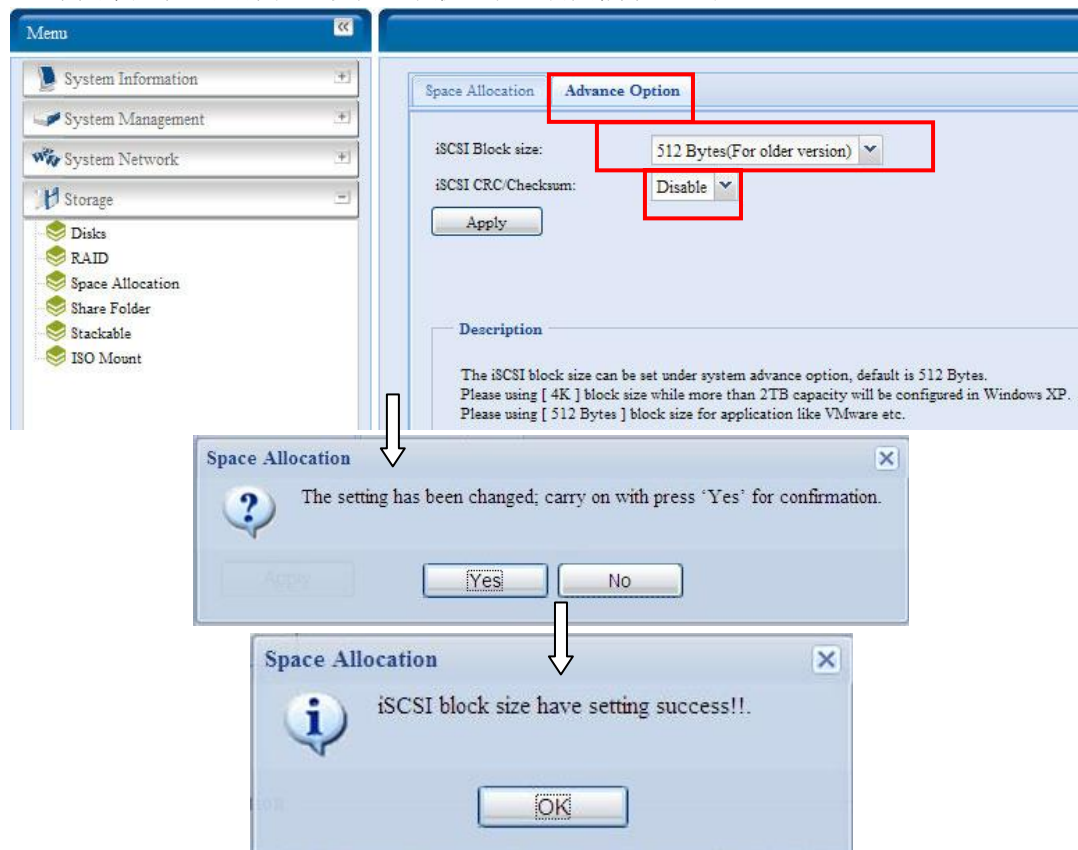 Menu
System Information
System Management
System Network
Storage
Disks
RAID
Space Allocation
Share Folder
Stackable
ISO Mount
Space Allocation Advance Option
iSCSI Block size: 512 Bytes(For older version)
iSCSI CRC/Checksum: Disable
Apply
Description
The iSCSI block size can be set under system advance option, default is 512 Bytes.
Please using [ 4K ] block size while more than 2TB capacity will be configured in Windows XP.
Please using [ 512 Bytes ] block size for application like VMware etc.
Space Allocation
The setting has been changed; carry on with press ‘Yes’ for confirmation.
Apply
Yes No
Space Allocation
iSCSI block size have setting success!!.
OK